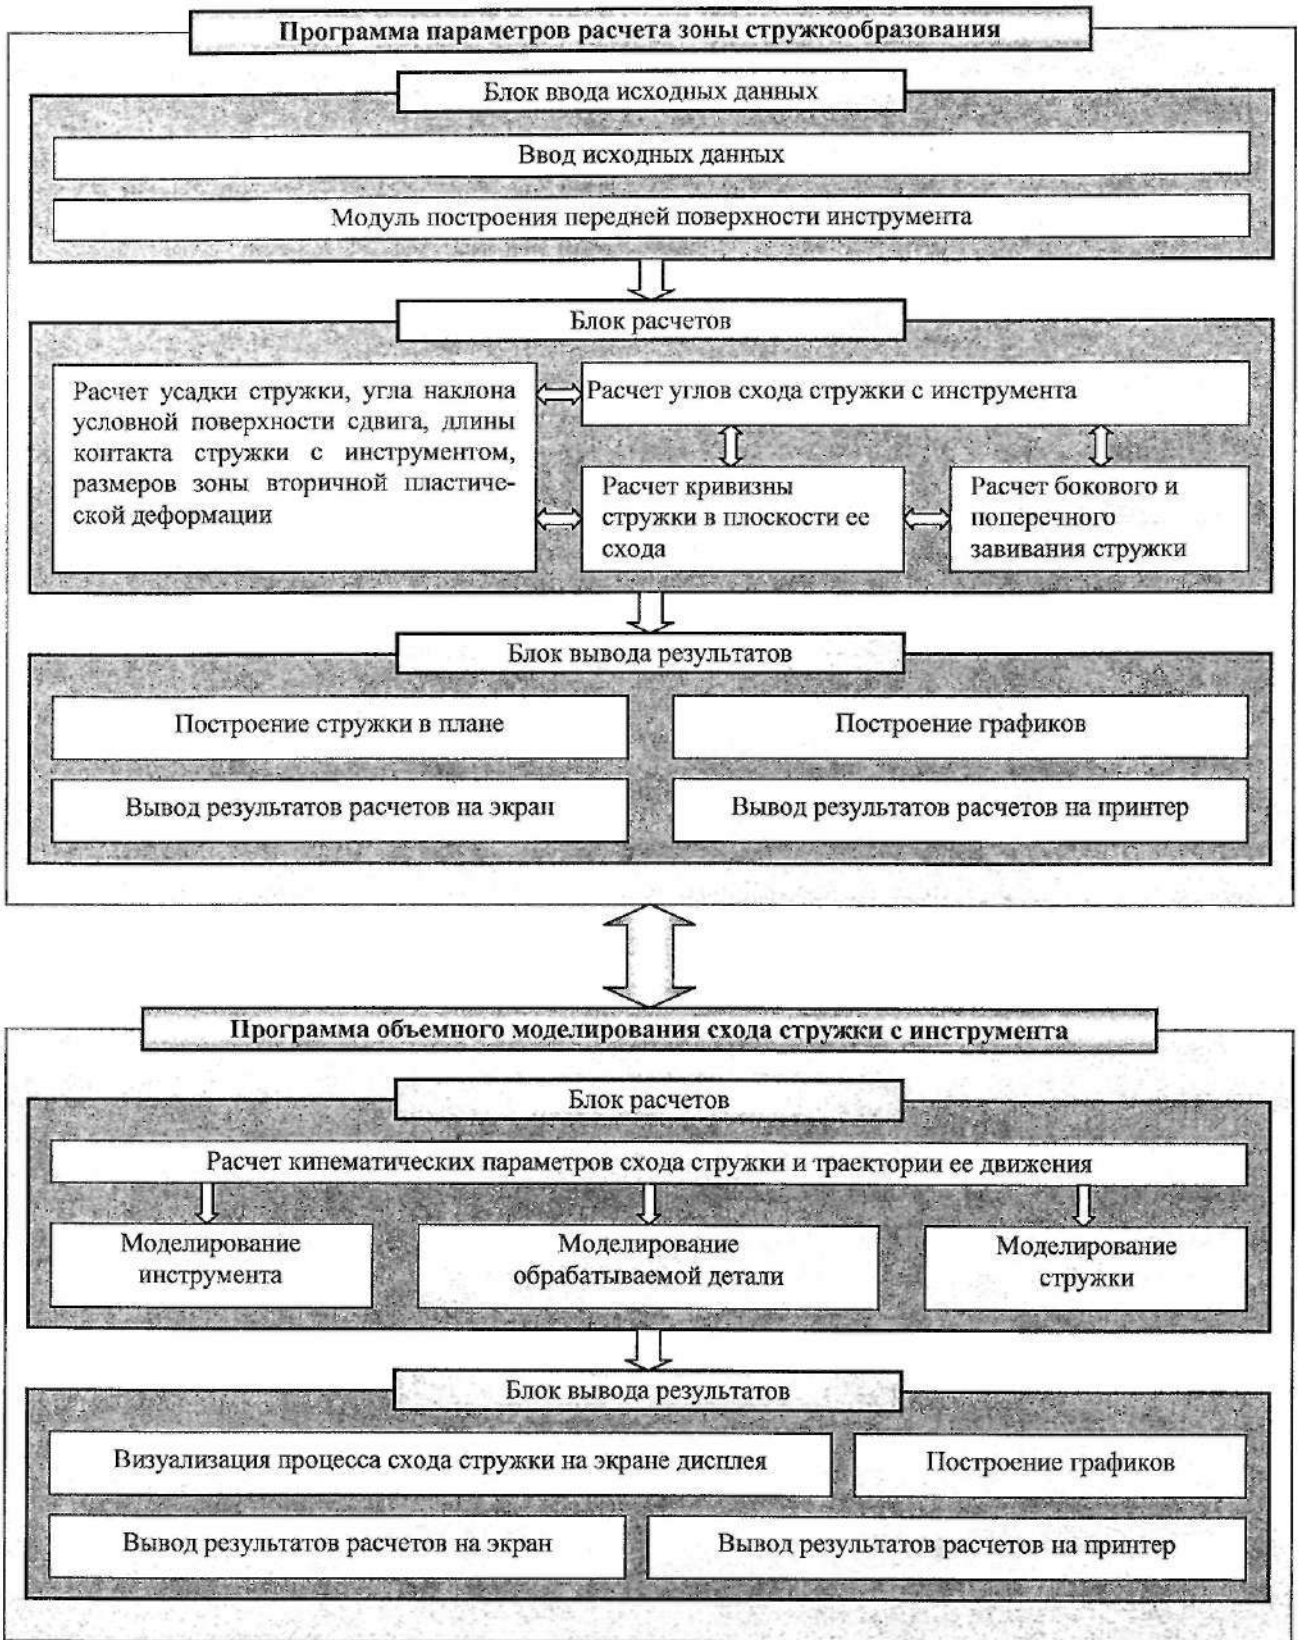 Программа параметров расчета зоны стружкообразования
Блок ввода исходных данных
Ввод исходных данных
Модуль построения передней поверхности инструмента
Блок расчетов
Расчет усадки стружки, угла наклона
условной поверхности сдвига, длины
контакта стружки с инструментом,
размеров зоны вторичной пластиче-
ской деформации
Расчет углов схода стружки с инструмента
Расчет кривизны
стружки в плоскости ее
схода
Расчет бокового и
поперечного
завивания стружки
Блок вывода результатов
Построение стружки в плане
Построение графиков
Вывод результатов расчетов на экран
Вывод результатов расчетов на принтер
Программа объемного моделирования схода стружки с инструмента
Блок расчетов
Расчет кинематических параметров схода стружки и траектории ее движения
Моделирование
инструмента
Моделирование
обрабатываемой детали
Моделирование
стружки
Блок вывода результатов
Визуализация процесса схода стружки на экране дисплея
Построение графиков
Вывод результатов расчетов на экран
Вывод результатов расчетов на принтер